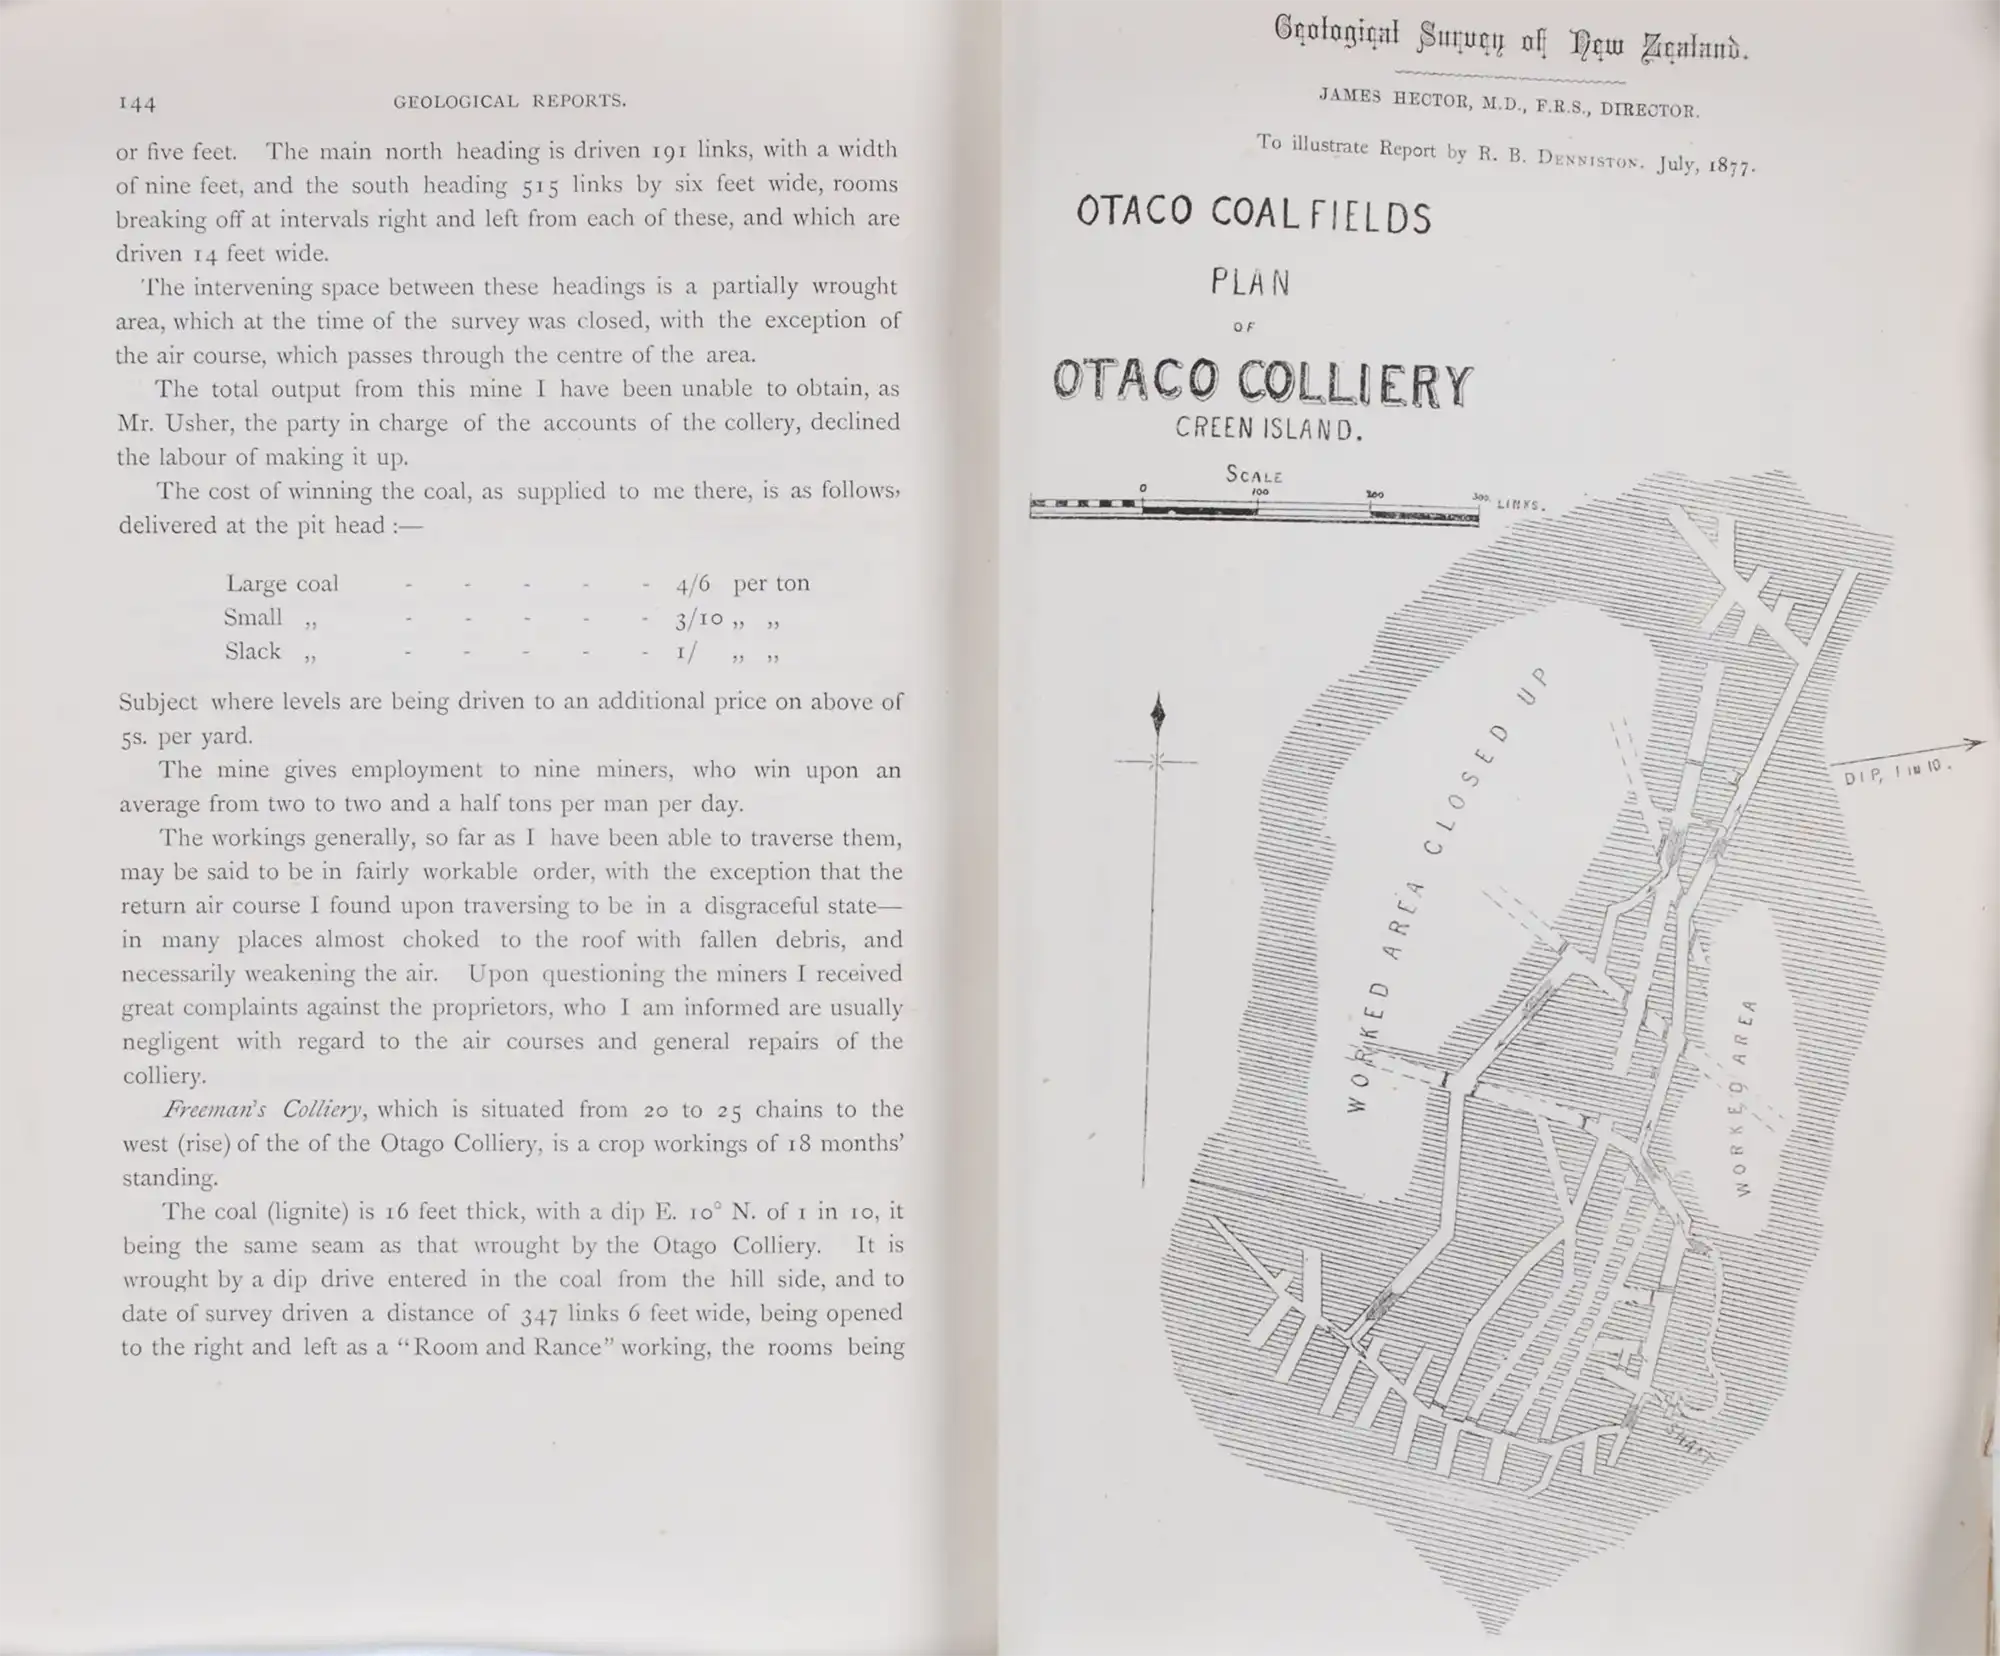 144 GEOLOGICAL REPORTS.
or five feet. The main north heading is driven 191 links, with a width
of nine feet, and the south heading 515 links by six feet wide, rooms
breaking off at intervals right and left from each of these, and which are
driven 14 feet wide.
The intervening space between these headings is a partially wrought
area, which at the time of the survey was closed, with the exception of
the air course, which passes through the centre of the area.
The total output from this mine I have been unable to obtain, as
Mr. Usher, the party in charge of the accounts of the collery, declined
the labour of making it up.
The cost of winning the coal, as supplied to me there, is as follows,
delivered at the pit head :—
Large coal - - - - - 4/6 per ton
Small ,, - - - - - 3/10 ,, ,,
Slack ,, - - - - - 1/ ,, ,,
Subject where levels are being driven to an additional price on above of
5s. per yard.
The mine gives employment to nine miners, who win upon an
average from two to two and a half tons per man per day.
The workings generally, so far as I have been able to traverse them,
may be said to be in fairly workable order, with the exception that the
return air course I found upon traversing to be in a disgraceful state—
in many places almost choked to the roof with fallen debris, and
necessarily weakening the air. Upon questioning the miners I received
great complaints against the proprietors, who I am informed are usually
negligent with regard to the air courses and general repairs of the
colliery.
Freeman's Colliery, which is situated from 20 to 25 chains to the
west (rise) of the of the Otago Colliery, is a crop workings of 18 months'
standing.
The coal (lignite) is 16 feet thick, with a dip E. 10° N. of 1 in 10, it
being the same seam as that wrought by the Otago Colliery. It is
wrought by a dip drive entered in the coal from the hill side, and to
date of survey driven a distance of 347 links 6 feet wide, being opened
to the right and left as a "Room and Rance" working, the rooms being
Geological Survey of New Zealand.
JAMES HECTOR, M.D., F.R.S., DIRECTOR.
To illustrate Report by R. B. DENNISTON. July, 1877.
OTAGO COALFIELDS
PLAN
OF
OTAGO COLLIERY
GREEN ISLAND.
SCALE
0 100 200 300. LINKS.
WORKED AREA CLOSED UP
DIP, 1 IN 10.
WORKED AREA
SHAFT